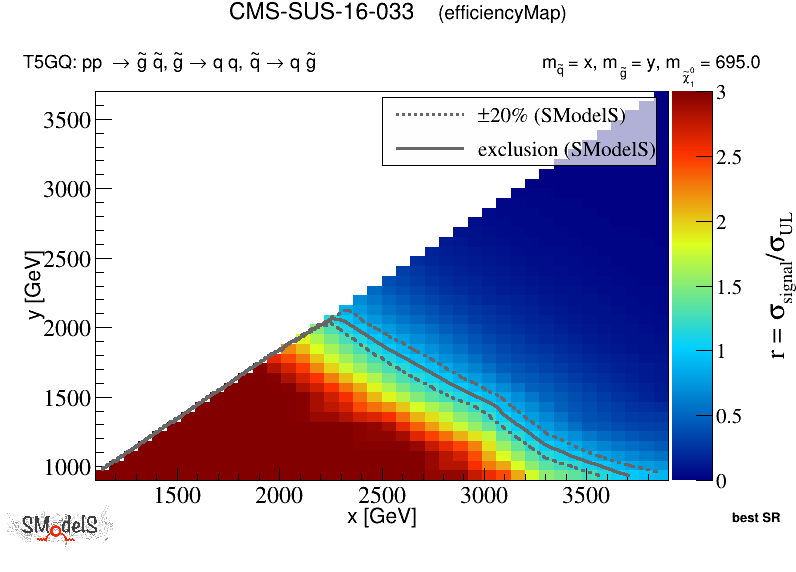 CMS-SUS-16-033 (efficiencyMap)
T5GQ: pp → g̃ q̃, g̃ → q q, q̃ → q g̃
m_q̃ = x, m_g̃ = y, m_χ̃₁⁰ = 695.0
±20% (SModelS)
exclusion (SModelS)
3500
3000
2500
2000
1500
1000
y [GeV]
1500 2000 2500 3000 3500
x [GeV]
3
2.5
2
1.5
1
0.5
0
r = σ_signal/σ_UL
SModelS
best SR